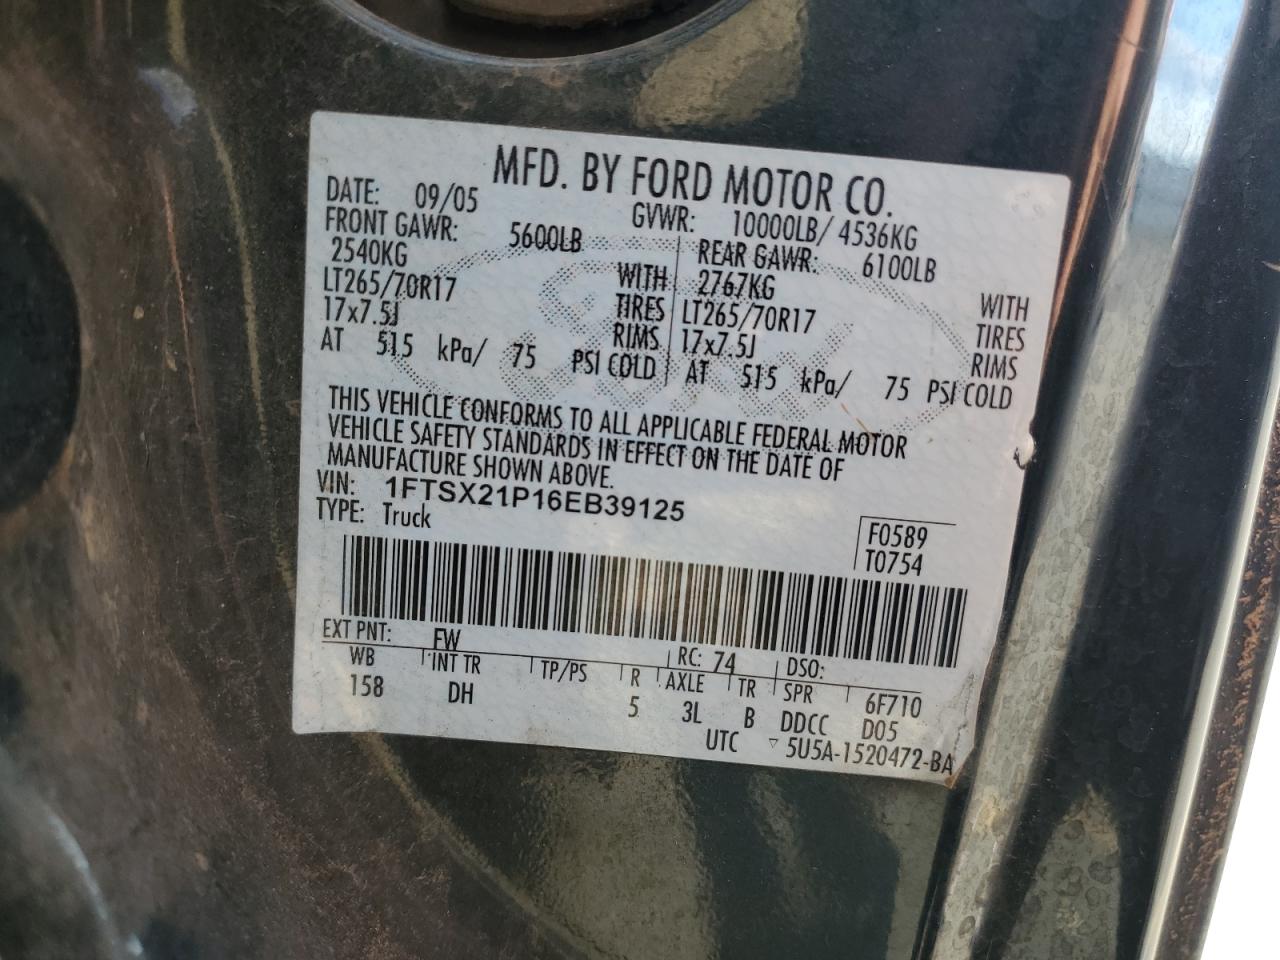 MFD. BY FORD MOTOR CO.
DATE: 09/05 GVWR: 10000LB/ 4536KG
FRONT GAWR: 5600LB REAR GAWR: 6100LB
2540KG WITH 2767KG WITH
LT265/70R17 TIRES LT265/70R17 TIRES
17x7.5J RIMS 17x7.5J RIMS
AT 515 kPa/ 75 PSI COLD AT 515 kPa/ 75 PSI COLD
THIS VEHICLE CONFORMS TO ALL APPLICABLE FEDERAL MOTOR
VEHICLE SAFETY STANDARDS IN EFFECT ON THE DATE OF
MANUFACTURE SHOWN ABOVE.
VIN: 1FTSX21P16EB39125
TYPE: Truck
F0589
T0754
EXT PNT: FW RC: 74 DSO:
WB INT TR TP/PS R AXLE TR SPR 6F710
158 DH 5 3L B DDCC D05
UTC ▽ 5U5A-1520472-BA